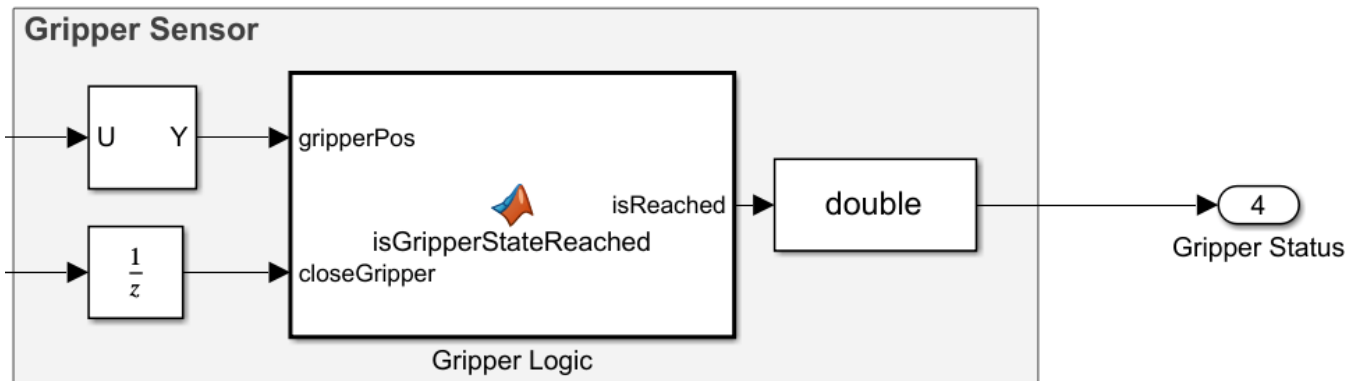 Gripper Sensor
U Y
gripperPos
isReached
isGripperStateReached
double
4
Gripper Status
1
z
closeGripper
Gripper Logic